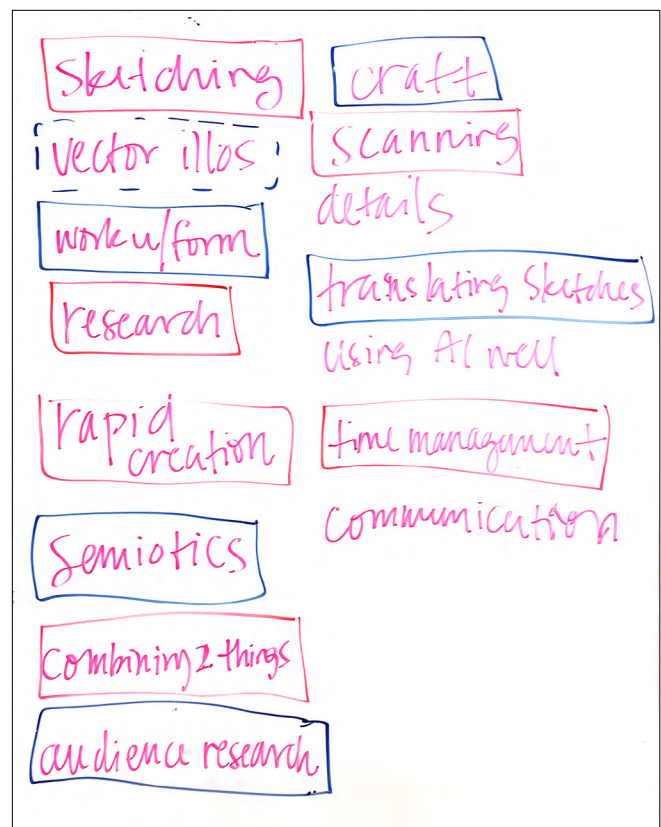 sketching
vector illos
work w/form
research
rapid
creation
semiotics
combining 2 things
audience research
craft
scanning
details
translating sketches
using AI well
time management
communication